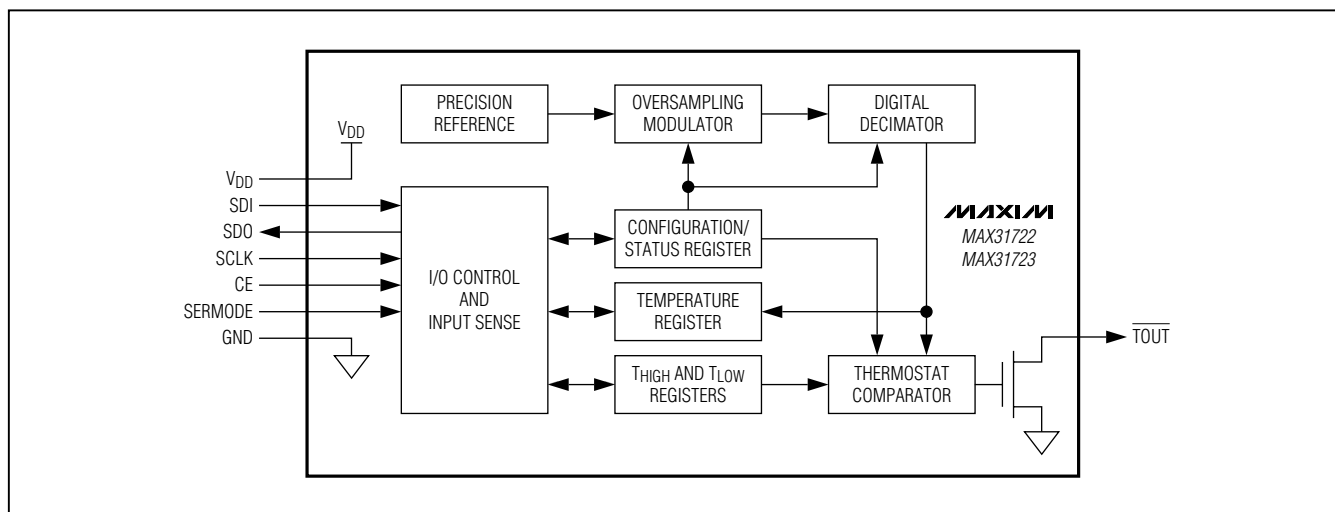 PRECISION
REFERENCE
OVERSAMPLING
MODULATOR
DIGITAL
DECIMATOR
VDD
VDD
SDI
SDO
SCLK
CE
SERMODE
GND
I/O CONTROL
AND
INPUT SENSE
CONFIGURATION/
STATUS REGISTER
TEMPERATURE
REGISTER
THIGH AND TLOW
REGISTERS
THERMOSTAT
COMPARATOR
MAXIM
MAX31722
MAX31723
TOUT